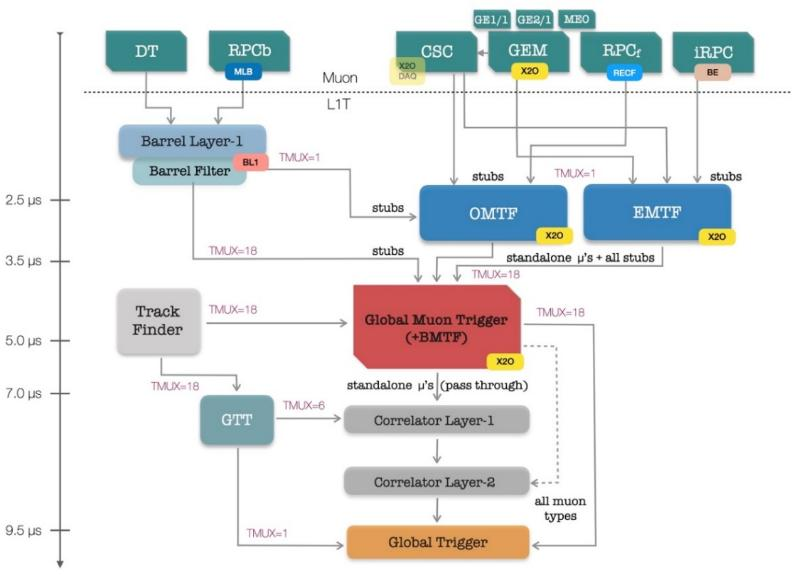 GE1/1 GE2/1 ME0
DT RPCb CSC GEM RPCf iRPC
MLB X2O DAQ X2O RECF BE
Muon
L1T
Barrel Layer-1
Barrel Filter BL1
TMUX=1
stubs TMUX=1 stubs
2.5 µs
stubs
OMTF EMTF
X2O X2O
TMUX=18
stubs
3.5 µs
standalone µ's + all stubs
TMUX=18
Track
Finder
TMUX=18
Global Muon Trigger
(+BMTF)
X2O
TMUX=18
5.0 µs
TMUX=18
standalone µ's (pass through)
7.0 µs
GTT
TMUX=6
Correlator Layer-1
Correlator Layer-2
all muon
types
9.5 µs
TMUX=1
Global Trigger